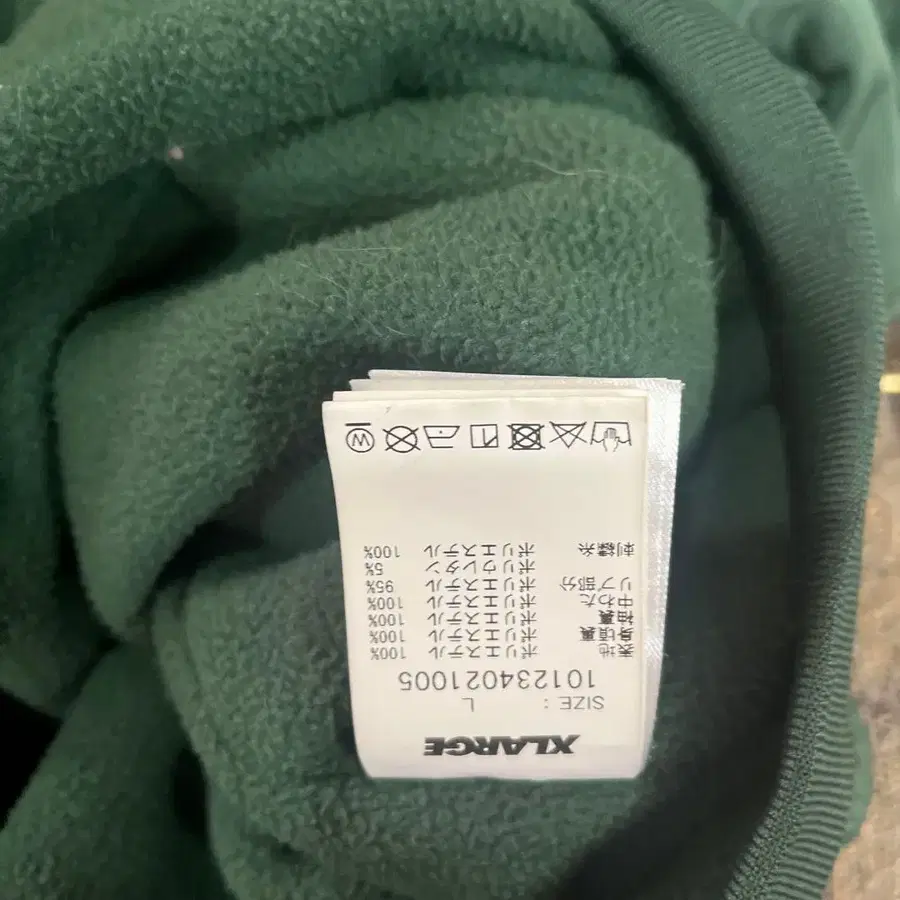 XLARGE
SIZE : L
101234021005
表地 ポリエステル 100%
身頃裏 ポリエステル 100%
袖裏 ポリエステル 100%
中わた ポリエステル 100%
リブ部分 ポリエステル 95%
ポリウレタン 5%
刺繍糸 ポリエステル 100%
W